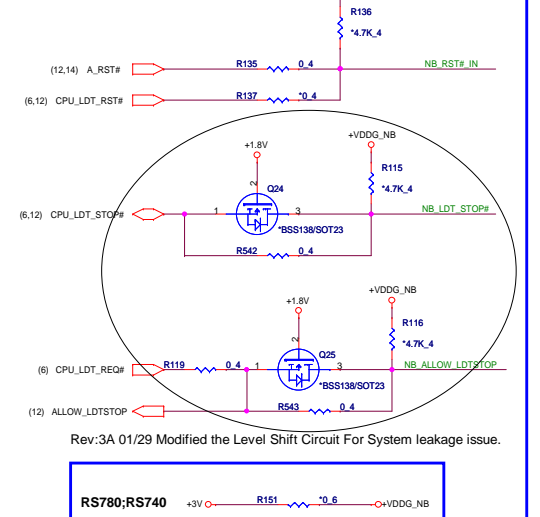 R136
*4.7K_4
(12,14) A_RST# R135 0_4 NB_RST#_IN
(6,12) CPU_LDT_RST# R137 *0_4
+1.8V +VDDG_NB
R115
*4.7K_4
2 Q24
(6,12) CPU_LDT_STOP# 1 3 NB_LDT_STOP#
*BSS138/SOT23
R542 0_4
+1.8V +VDDG_NB
R116
*4.7K_4
2 Q25
(6) CPU_LDT_REQ# R119 0_4 1 3 NB_ALLOW_LDTSTOP
*BSS138/SOT23
(12) ALLOW_LDTSTOP R543 0_4
Rev:3A 01/29 Modified the Level Shift Circuit For System leakage issue.
RS780;RS740 +3V R151 *0_6 +VDDG_NB